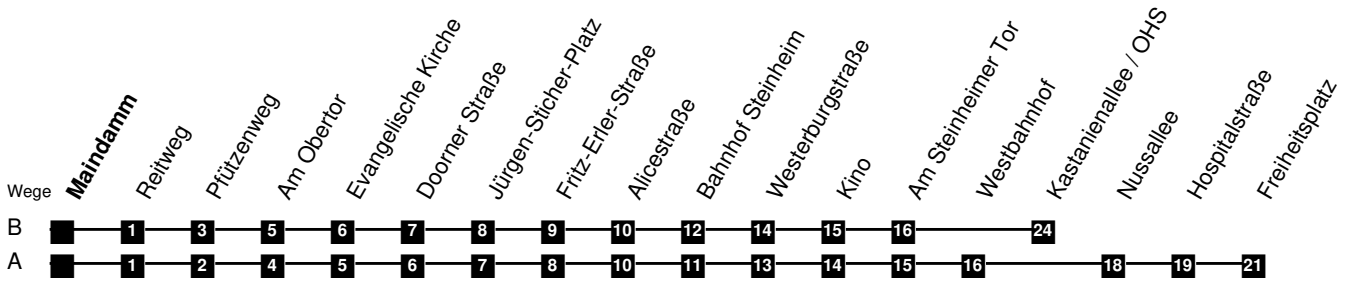 Wege Maindamm Reitweg Pfützenweg Am Obertor Evangelische Kirche Doorner Straße Jürgen-Sticher-Platz Fritz-Erler-Straße Alicestraße Bahnhof Steinheim Westerburgstraße Kino Am Steinheimer Tor Westbahnhof Kastanienallee / OHS Nussallee Hospitalstraße Freiheitsplatz
B 1 3 5 6 7 8 9 10 12 14 15 16 24
A 1 2 4 5 6 7 8 10 11 13 14 15 16 18 19 21